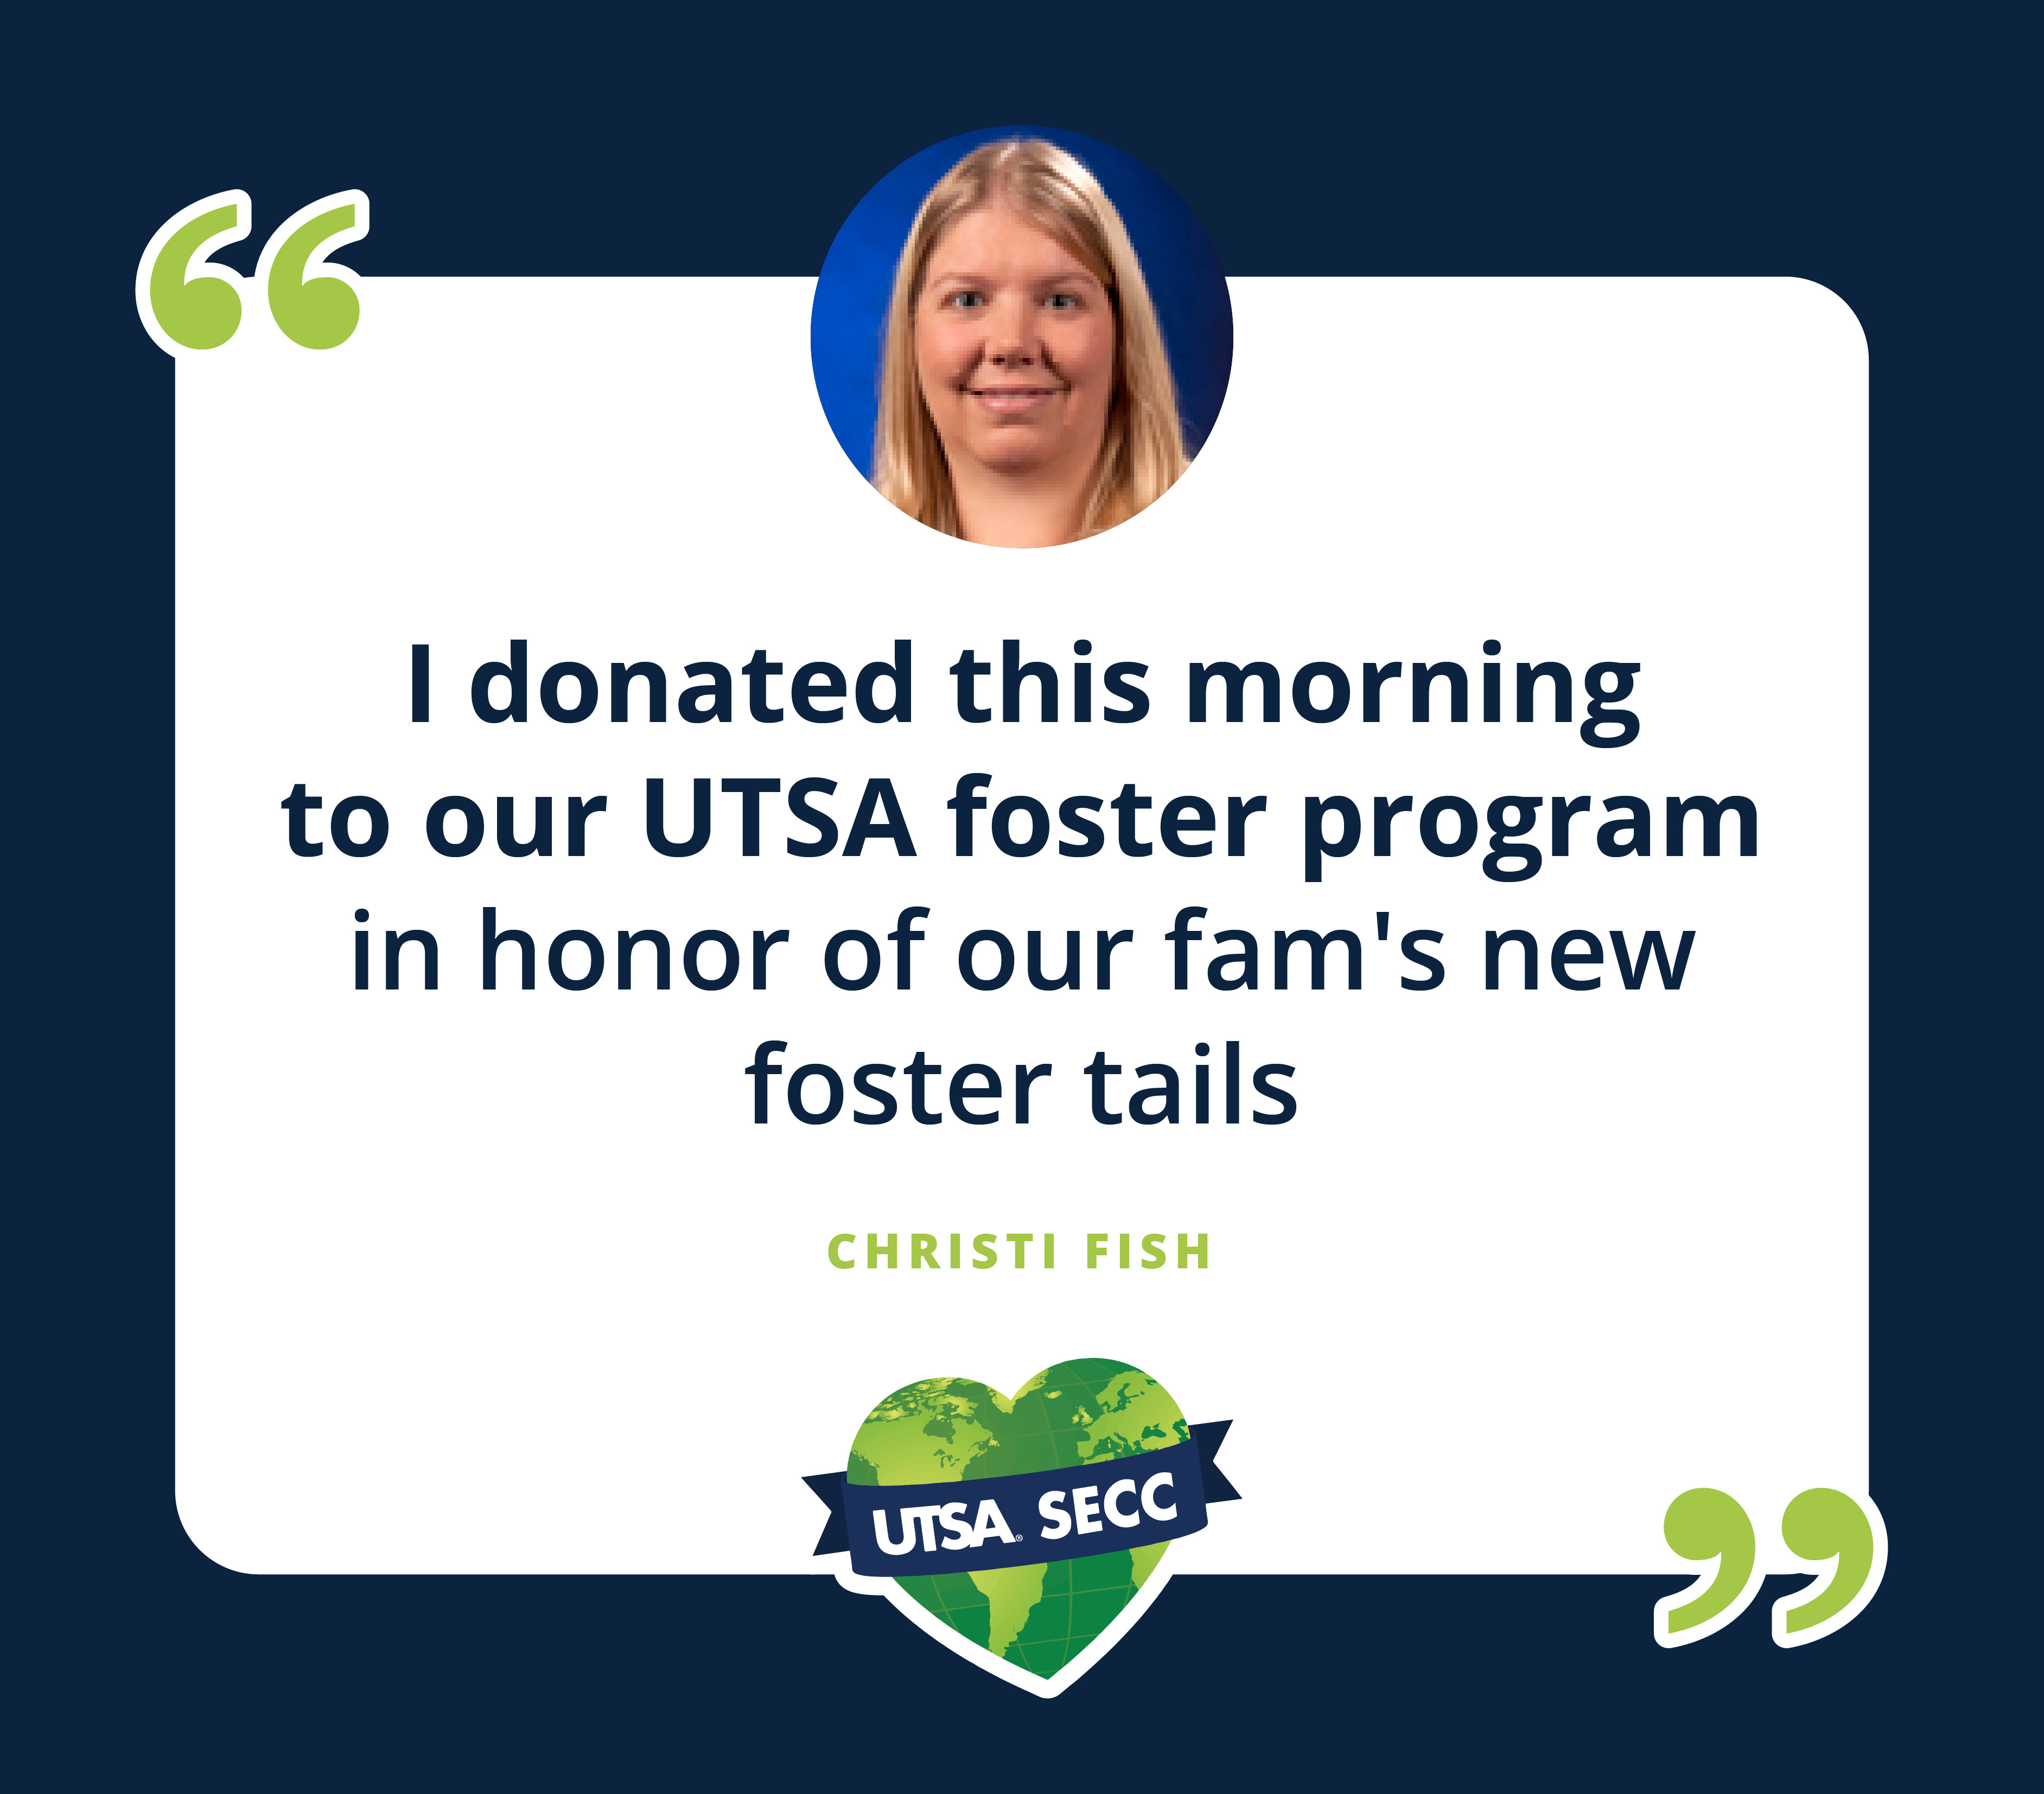 I donated this morning
to our UTSA foster program
in honor of our fam's new
foster tails
CHRISTI FISH
UTSA® SECC